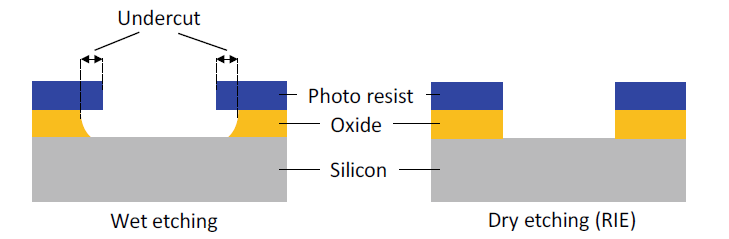 Undercut
Photo resist
Oxide
Silicon
Wet etching
Dry etching (RIE)